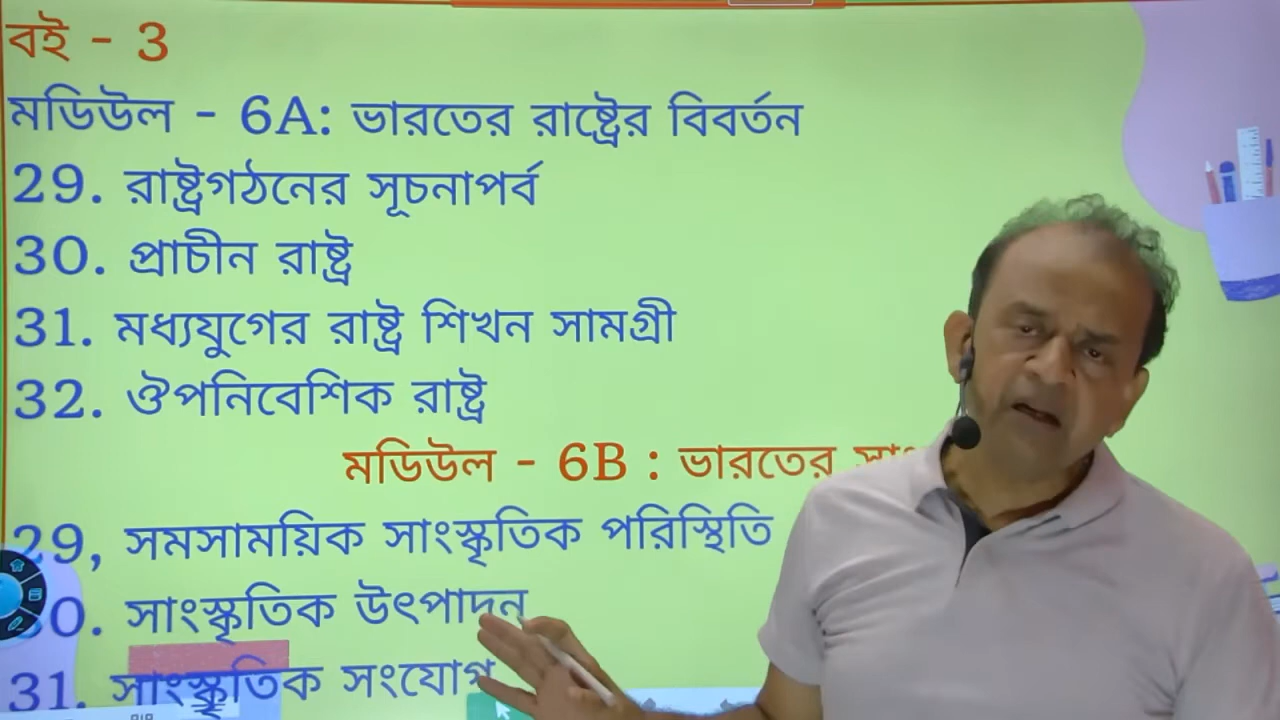 বই - 3
মডিউল - 6A: ভারতের রাষ্ট্রের বিবর্তন
29. রাষ্ট্রগঠনের সূচনাপর্ব
30. প্রাচীন রাষ্ট্র
31. মধ্যযুগের রাষ্ট্র শিখন সামগ্রী
32. ঔপনিবেশিক রাষ্ট্র
মডিউল - 6B : ভারতের
29, সমসাময়িক সাংস্কৃতিক পরিস্থিতি
30. সাংস্কৃতিক উৎপাদন
31. সাংস্কৃতিক সংযোগ